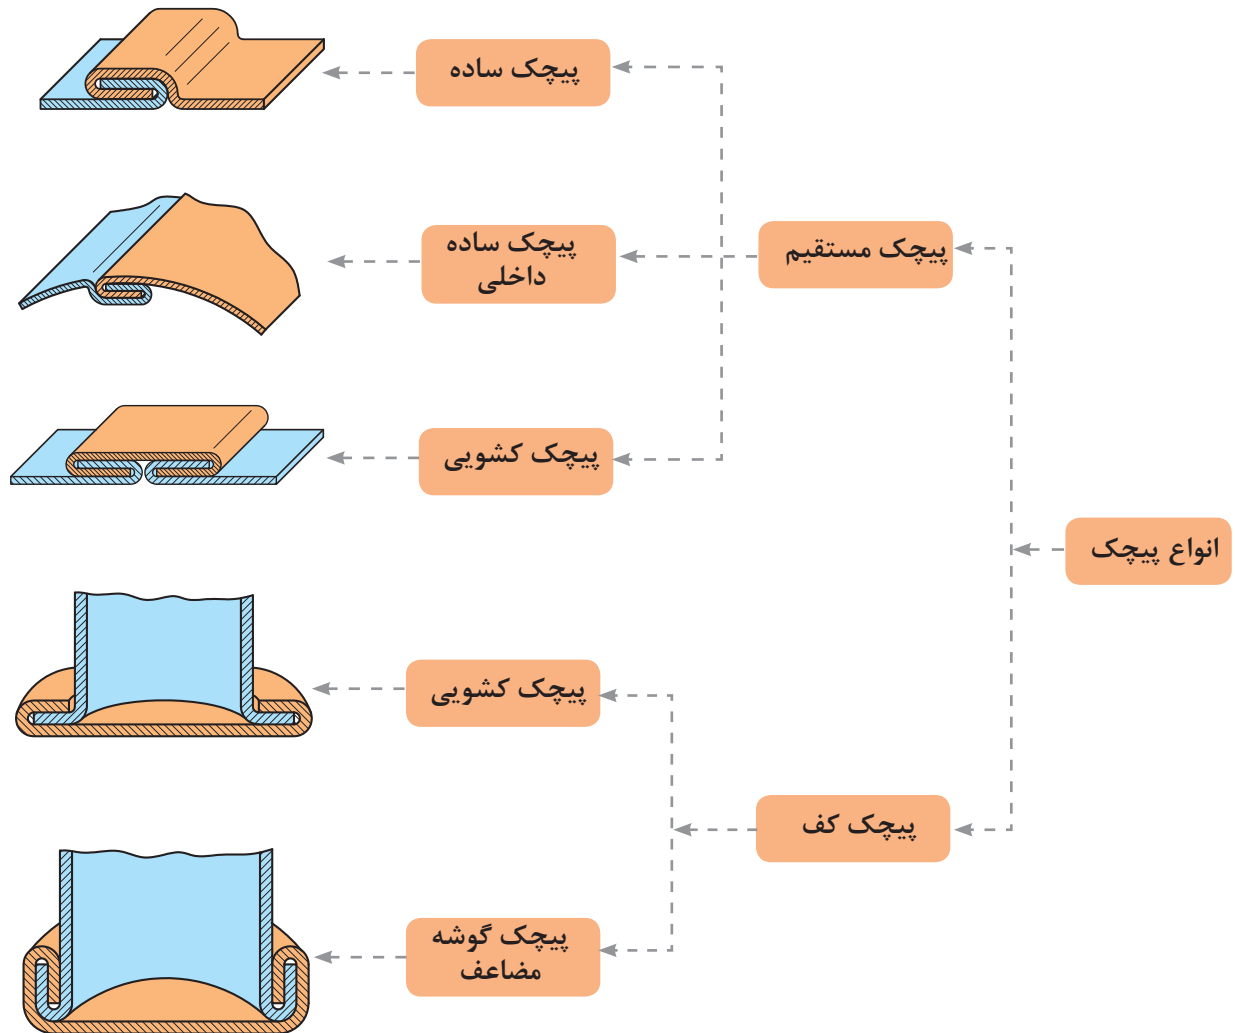 انواع پیچک
پیچک مستقیم
پیچک ساده
پیچک ساده
داخلی
پیچک کشویی
پیچک کف
پیچک کشویی
پیچک گوشه
مضاعف